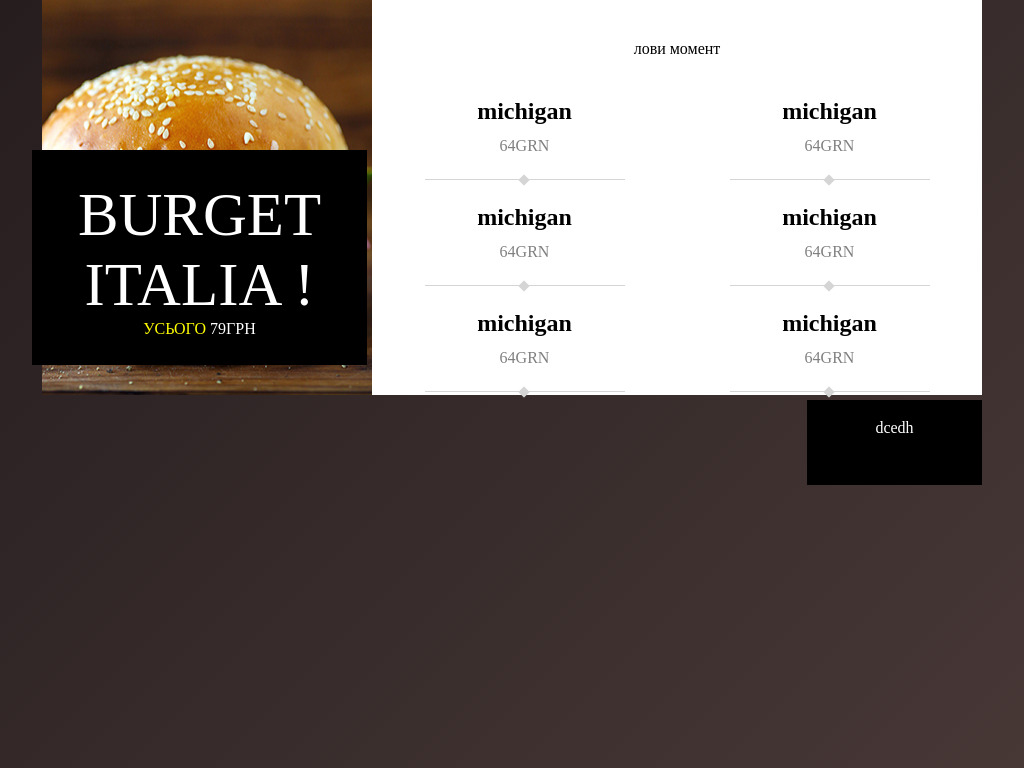 BURGET
ITALIA !
УСЬОГО 79ГРН
лови момент
michigan
64GRN
michigan
64GRN
michigan
64GRN
michigan
64GRN
michigan
64GRN
michigan
64GRN
dcedh